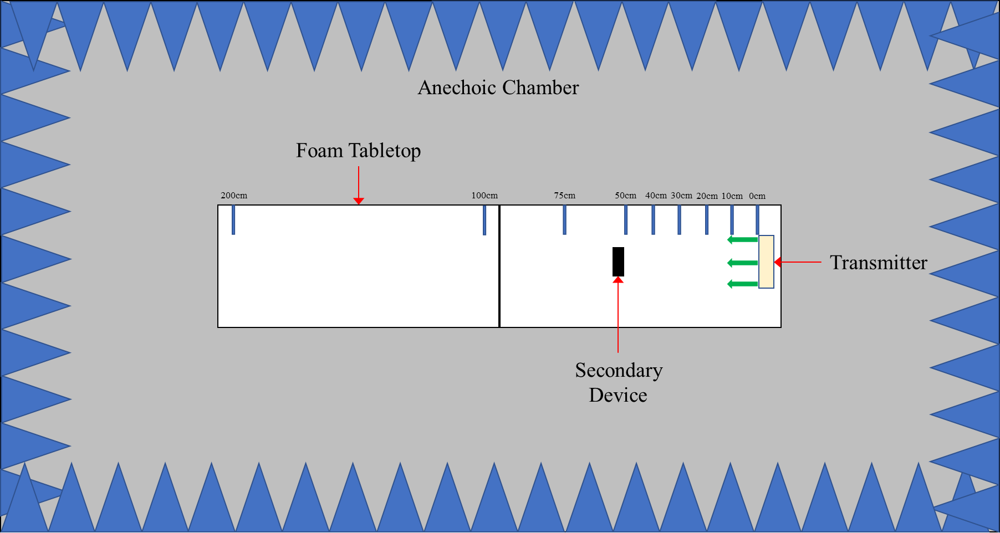 Anechoic Chamber
Foam Tabletop
200cm 100cm 75cm 50cm 40cm 30cm 20cm 10cm 0cm
Transmitter
Secondary
Device